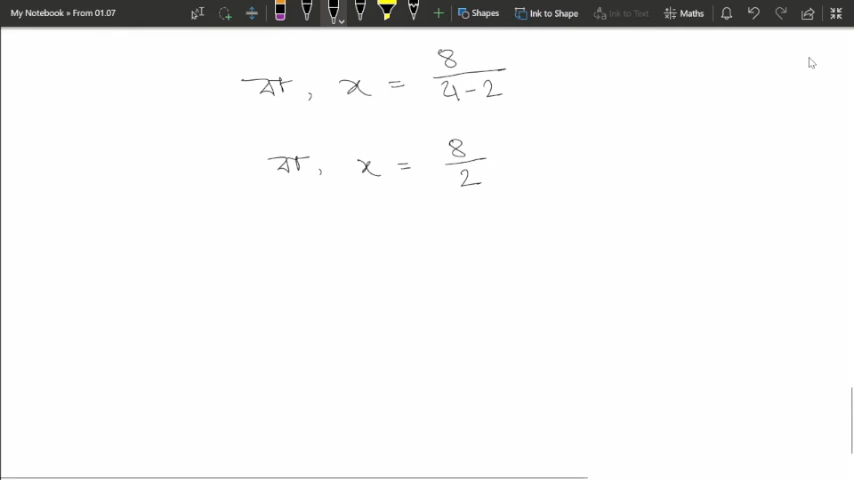 My Notebook » From 01.07
Shapes Ink to Shape Ink to Text Maths
বা, x = 8/(4-2)
বা, x = 8/2